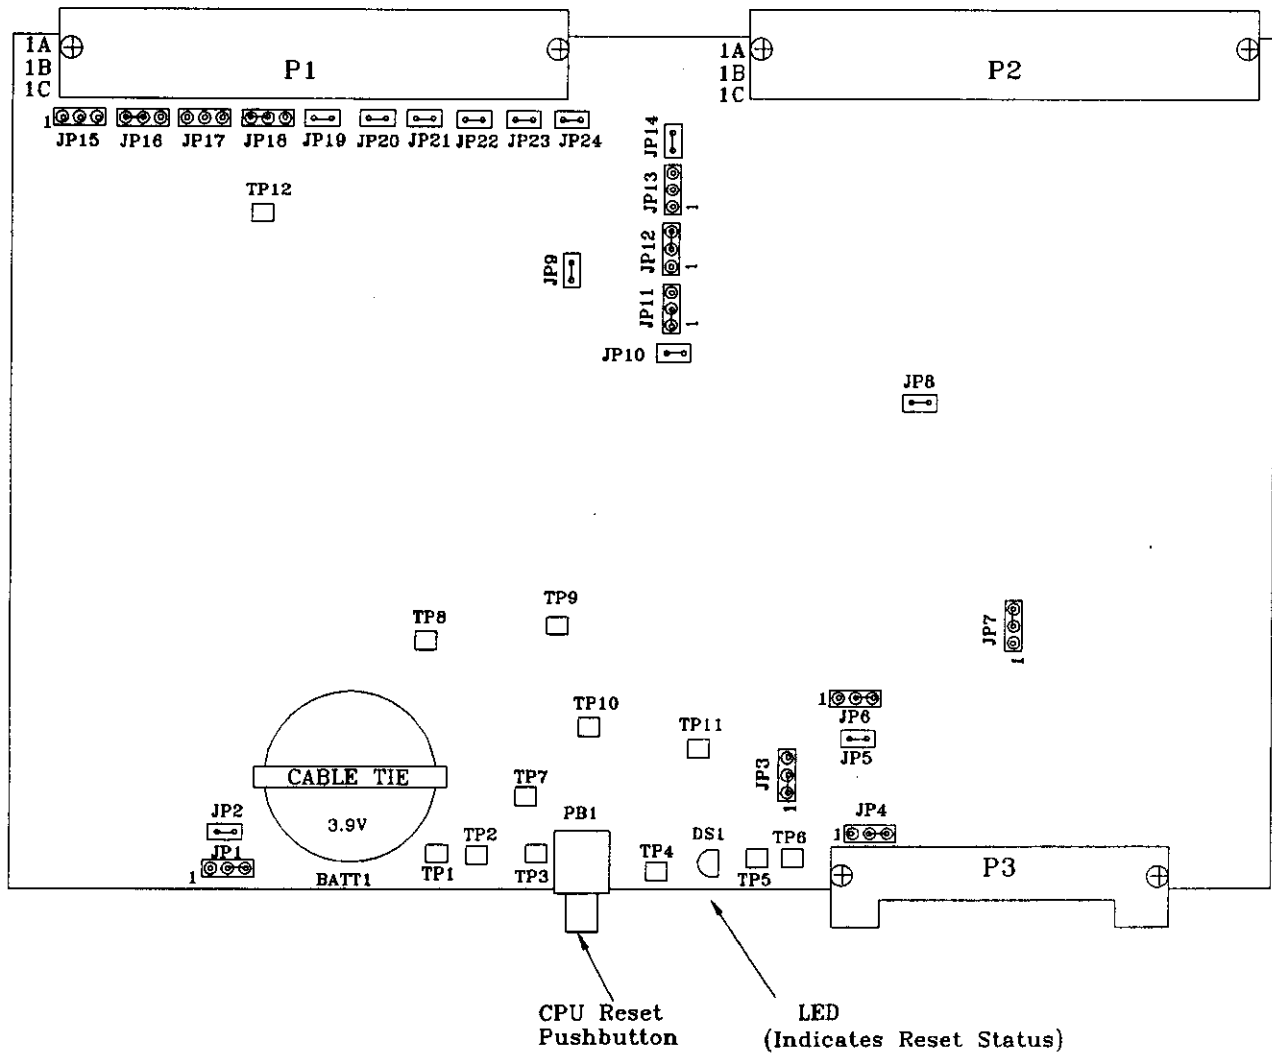 1A
1B
1C
P1
1A
1B
1C
P2
1
JP15
JP16
JP17
JP18
JP19
JP20
JP21
JP22
JP23
JP24
JP14
JP13
1
TP12
JP12
1
JP9
JP11
1
JP10
JP8
TP9
TP8
JP7
1
TP10
TP11
1
JP6
JP5
JP3
1
CABLE TIE
TP7
3.9V
JP2
JP1
1
BATT1
PB1
TP2
TP1
TP3
TP4
DS1
TP6
TP5
JP4
1
P3
CPU Reset
Pushbutton
LED
(Indicates Reset Status)